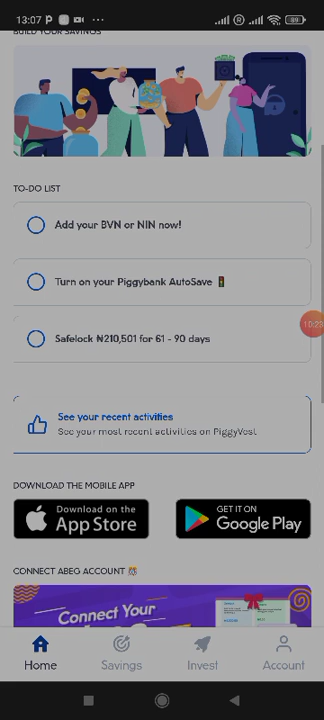 13:07
89
BUILD YOUR SAVINGS
TO-DO LIST
Add your BVN or NIN now!
Turn on your Piggybank AutoSave 🚦
Safelock ₦210,501 for 61 - 90 days
10:23
See your recent activities
See your most recent activities on PiggyVest
DOWNLOAD THE MOBILE APP
Download on the
App Store
GET IT ON
Google Play
CONNECT ABEG ACCOUNT
Connect Your
Home
Savings
Invest
Account